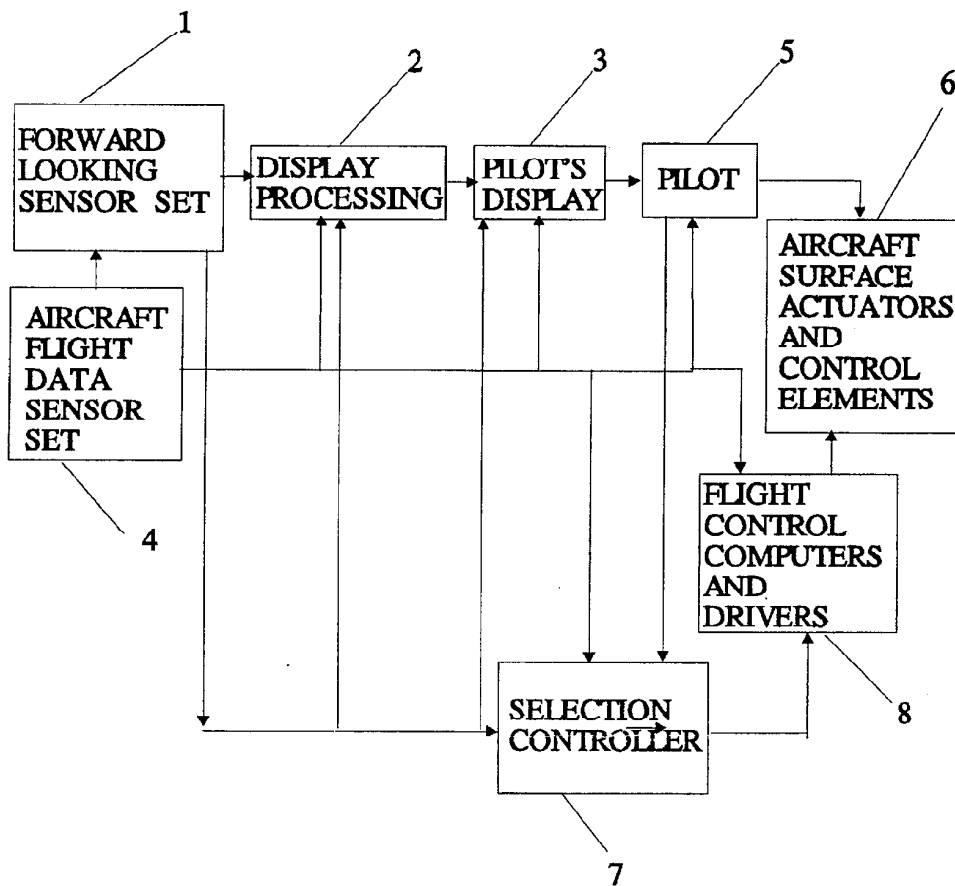 1
2
3
5
6
FORWARD
LOOKING
SENSOR SET
DISPLAY
PROCESSING
PILOT'S
DISPLAY
PILOT
AIRCRAFT
SURFACE
ACTUATORS
AND
CONTROL
ELEMENTS
AIRCRAFT
FLIGHT
DATA
SENSOR
SET
4
FLIGHT
CONTROL
COMPUTERS
AND
DRIVERS
8
SELECTION
CONTROLLER
7